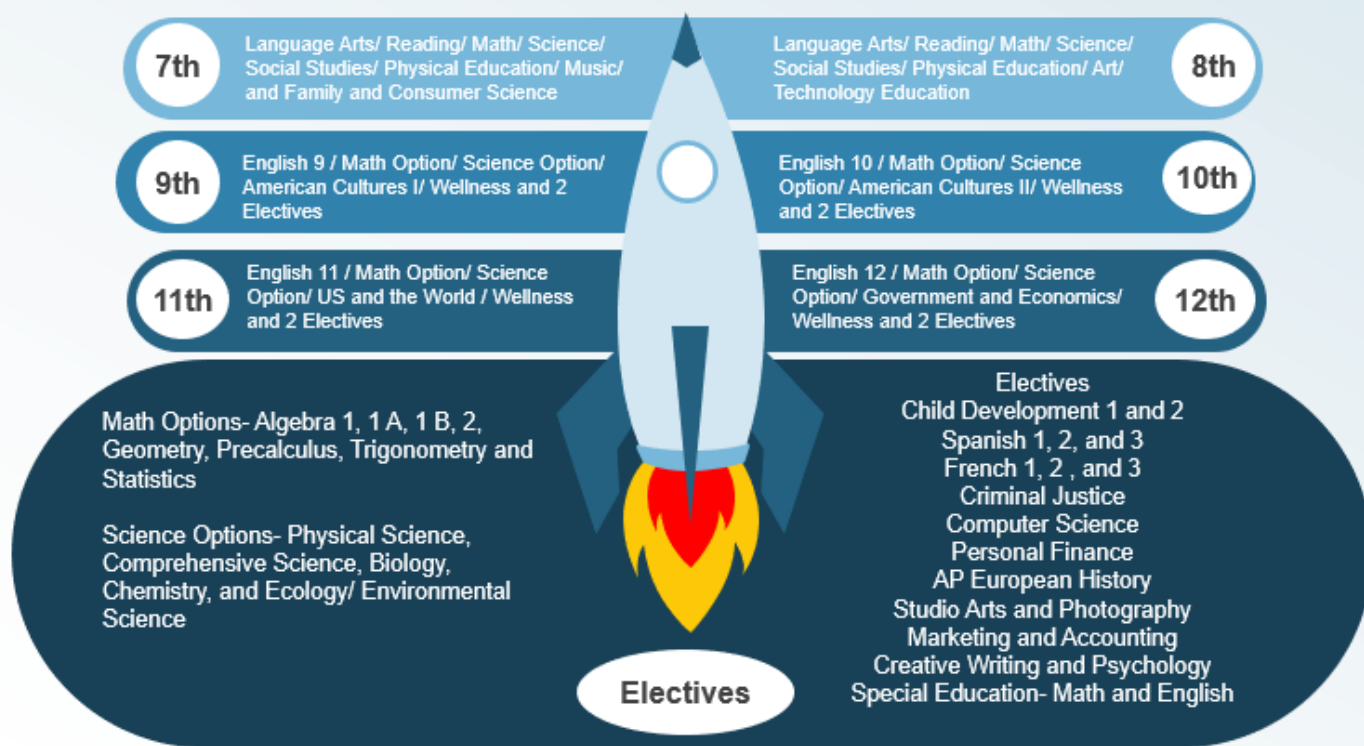 7th
Language Arts/ Reading/ Math/ Science/
Social Studies/ Physical Education/ Music/
and Family and Consumer Science
Language Arts/ Reading/ Math/ Science/
Social Studies/ Physical Education/ Art/
Technology Education
8th
9th
English 9 / Math Option/ Science Option/
American Cultures I/ Wellness and 2
Electives
English 10 / Math Option/ Science
Option/ American Cultures II/ Wellness
and 2 Electives
10th
11th
English 11 / Math Option/ Science
Option/ US and the World / Wellness
and 2 Electives
English 12 / Math Option/ Science
Option/ Government and Economics/
Wellness and 2 Electives
12th
Math Options- Algebra 1, 1 A, 1 B, 2,
Geometry, Precalculus, Trigonometry and
Statistics
Science Options- Physical Science,
Comprehensive Science, Biology,
Chemistry, and Ecology/ Environmental
Science
Electives
Child Development 1 and 2
Spanish 1, 2, and 3
French 1, 2 , and 3
Criminal Justice
Computer Science
Personal Finance
AP European History
Studio Arts and Photography
Marketing and Accounting
Creative Writing and Psychology
Special Education- Math and English
Electives